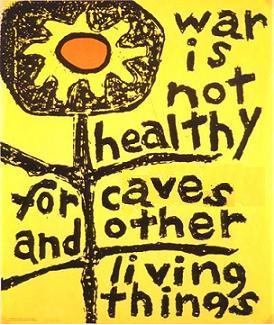 war
is
not
healthy
for caves
and other
living
things